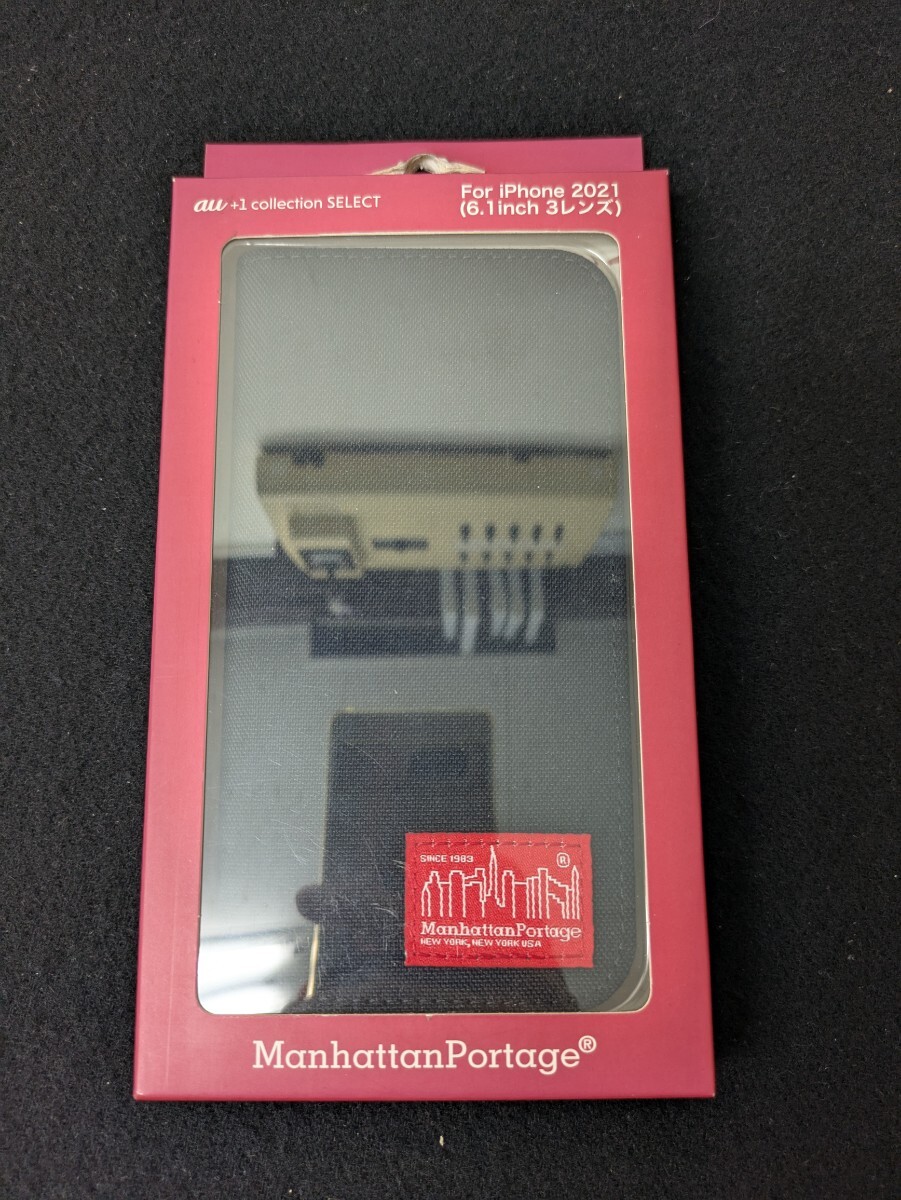 au +1 collection SELECT
For iPhone 2021
(6.1inch 3レンズ)
SINCE 1983
®
ManhattanPortage
NEW YORK, NEW YORK USA
ManhattanPortage®